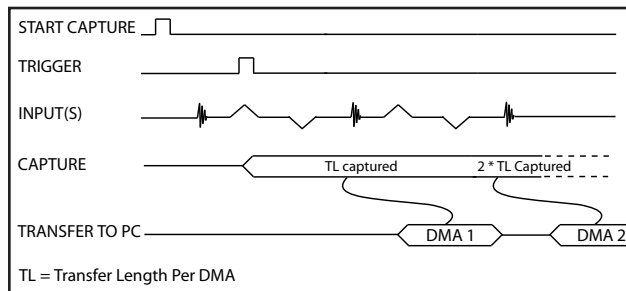 START CAPTURE
TRIGGER
INPUT(S)
CAPTURE
TL captured
2 * TL Captured
TRANSFER TO PC
DMA 1
DMA 2
TL = Transfer Length Per DMA